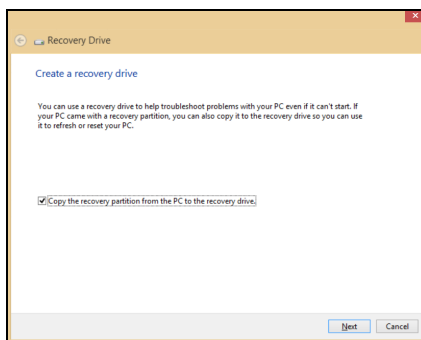 Recovery Drive
Create a recovery drive
You can use a recovery drive to help troubleshoot problems with your PC even if it can't start. If
your PC came with a recovery partition, you can also copy it to the recovery drive so you can use
it to refresh or reset your PC.
Copy the recovery partition from the PC to the recovery drive.
Next Cancel